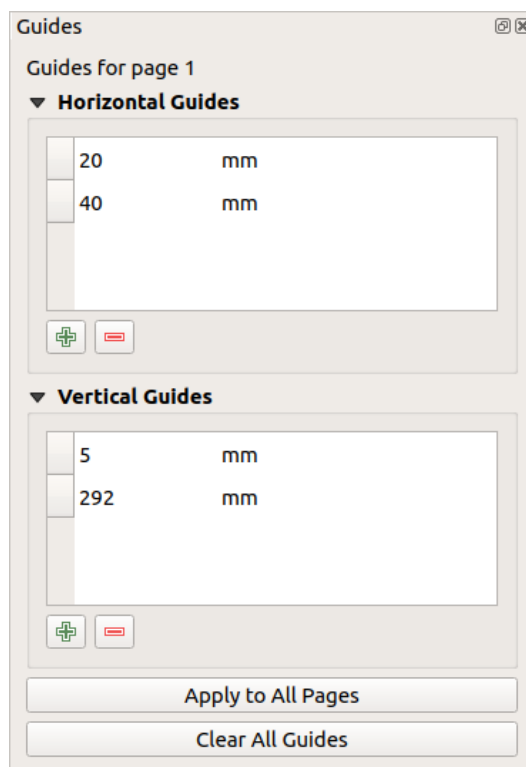 Guides
Guides for page 1
Horizontal Guides
20 mm
40 mm
Vertical Guides
5 mm
292 mm
Apply to All Pages
Clear All Guides